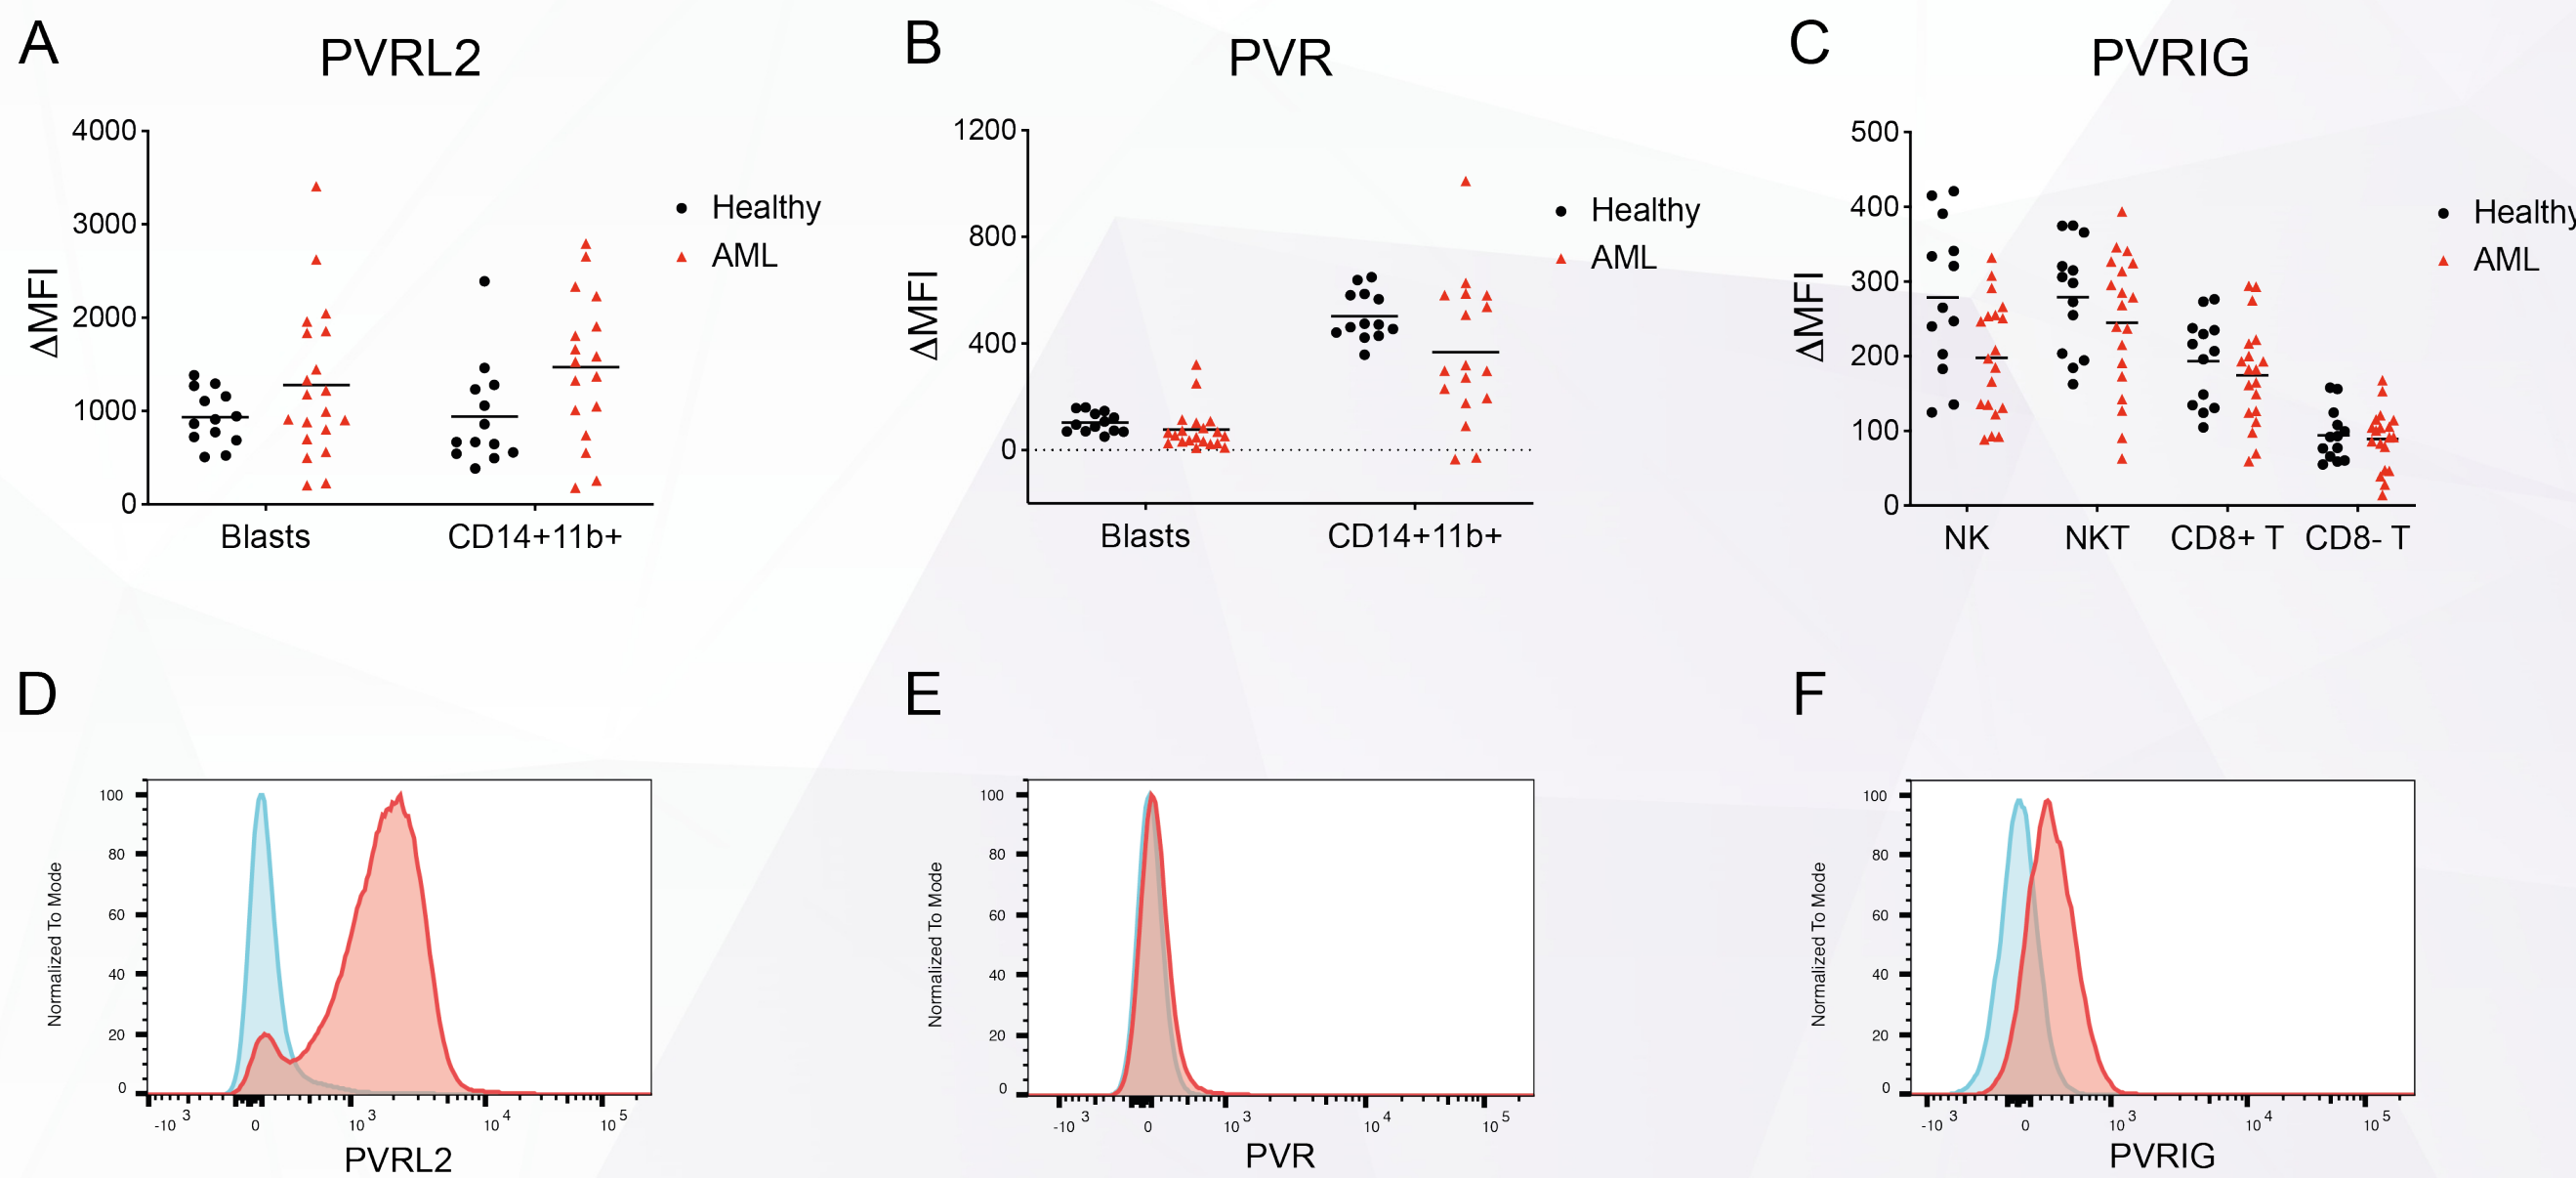 A
PVRL2
4000
3000
2000
1000
0
ΔMFI
Blasts
CD14+11b+
Healthy
AML
B
PVR
1200
800
400
0
ΔMFI
Blasts
CD14+11b+
Healthy
AML
C
PVRIG
500
400
300
200
100
0
ΔMFI
NK
NKT
CD8+ T
CD8- T
Healthy
AML
D
100
80
60
40
20
0
Normalized To Mode
-10 3
0
10 3
10 4
10 5
PVRL2
E
100
80
60
40
20
0
Normalized To Mode
-10 3
0
10 3
10 4
10 5
PVR
F
100
80
60
40
20
0
Normalized To Mode
-10 3
0
10 3
10 4
10 5
PVRIG